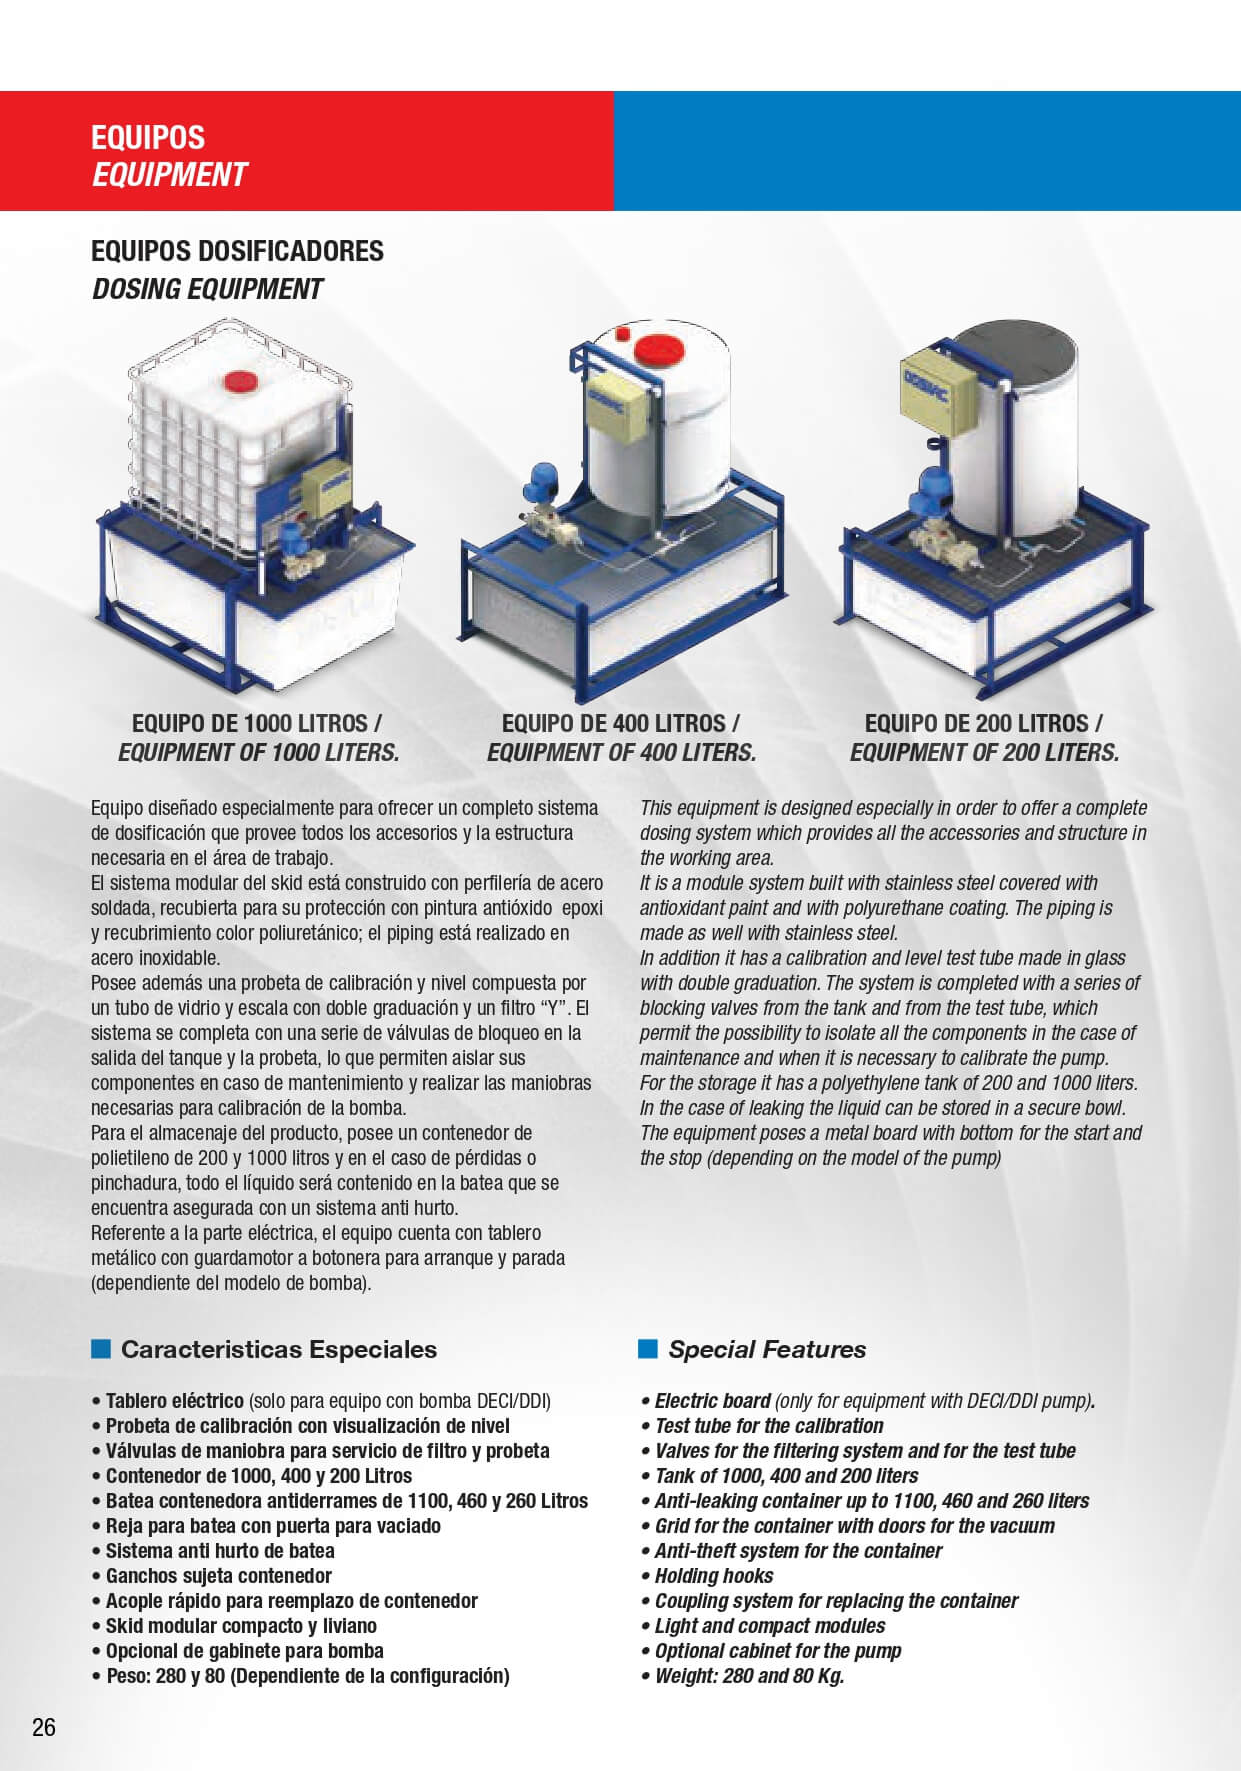 EQUIPOS
EQUIPMENT
EQUIPOS DOSIFICADORES
DOSING EQUIPMENT
DOSIVAC
EQUIPO DE 1000 LITROS /
EQUIPMENT OF 1000 LITERS.
EQUIPO DE 400 LITROS /
EQUIPMENT OF 400 LITERS.
EQUIPO DE 200 LITROS /
EQUIPMENT OF 200 LITERS.
Equipo diseñado especialmente para ofrecer un completo sistema
de dosificación que provee todos los accesorios y la estructura
necesaria en el área de trabajo.
El sistema modular del skid está construido con perfilería de acero
soldada, recubierta para su protección con pintura antióxido epoxi
y recubrimiento color poliuretánico; el piping está realizado en
acero inoxidable.
Posee además una probeta de calibración y nivel compuesta por
un tubo de vidrio y escala con doble graduación y un filtro “Y”. El
sistema se completa con una serie de válvulas de bloqueo en la
salida del tanque y la probeta, lo que permiten aislar sus
componentes en caso de mantenimiento y realizar las maniobras
necesarias para calibración de la bomba.
Para el almacenaje del producto, posee un contenedor de
polietileno de 200 y 1000 litros y en el caso de pérdidas o
pinchadura, todo el líquido será contenido en la batea que se
encuentra asegurada con un sistema anti hurto.
Referente a la parte eléctrica, el equipo cuenta con tablero
metálico con guardamotor a botonera para arranque y parada
(dependiente del modelo de bomba).
This equipment is designed especially in order to offer a complete
dosing system which provides all the accessories and structure in
the working area.
It is a module system built with stainless steel covered with
antioxidant paint and with polyurethane coating. The piping is
made as well with stainless steel.
In addition it has a calibration and level test tube made in glass
with double graduation. The system is completed with a series of
blocking valves from the tank and from the test tube, which
permit the possibility to isolate all the components in the case of
maintenance and when it is necessary to calibrate the pump.
For the storage it has a polyethylene tank of 200 and 1000 liters.
In the case of leaking the liquid can be stored in a secure bowl.
The equipment poses a metal board with bottom for the start and
the stop (depending on the model of the pump)
Caracteristicas Especiales
• Tablero eléctrico (solo para equipo con bomba DECI/DDI)
• Probeta de calibración con visualización de nivel
• Válvulas de maniobra para servicio de filtro y probeta
• Contenedor de 1000, 400 y 200 Litros
• Batea contenedora antiderrames de 1100, 460 y 260 Litros
• Reja para batea con puerta para vaciado
• Sistema anti hurto de batea
• Ganchos sujeta contenedor
• Acople rápido para reemplazo de contenedor
• Skid modular compacto y liviano
• Opcional de gabinete para bomba
• Peso: 280 y 80 (Dependiente de la configuración)
Special Features
• Electric board (only for equipment with DECI/DDI pump).
• Test tube for the calibration
• Valves for the filtering system and for the test tube
• Tank of 1000, 400 and 200 liters
• Anti-leaking container up to 1100, 460 and 260 liters
• Grid for the container with doors for the vacuum
• Anti-theft system for the container
• Holding hooks
• Coupling system for replacing the container
• Light and compact modules
• Optional cabinet for the pump
• Weight: 280 and 80 Kg.
26